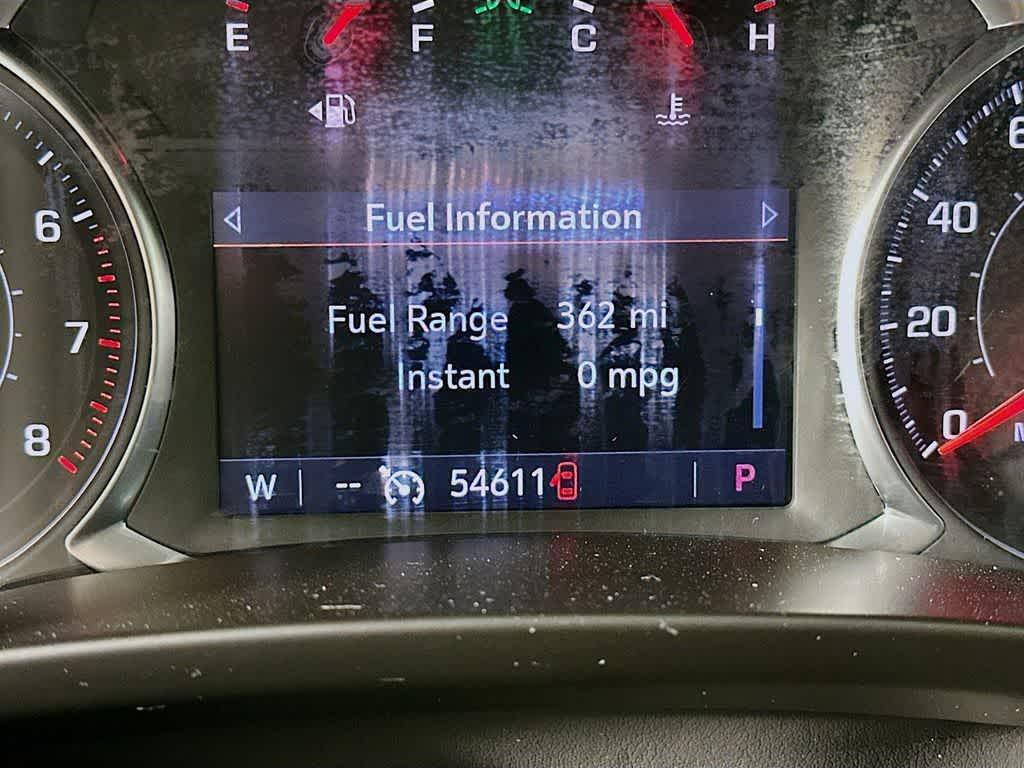 E F C H
Fuel Information
Fuel Range 362 mi
Instant 0 mpg
W -- 54611 P
6
7
8
40
20
0